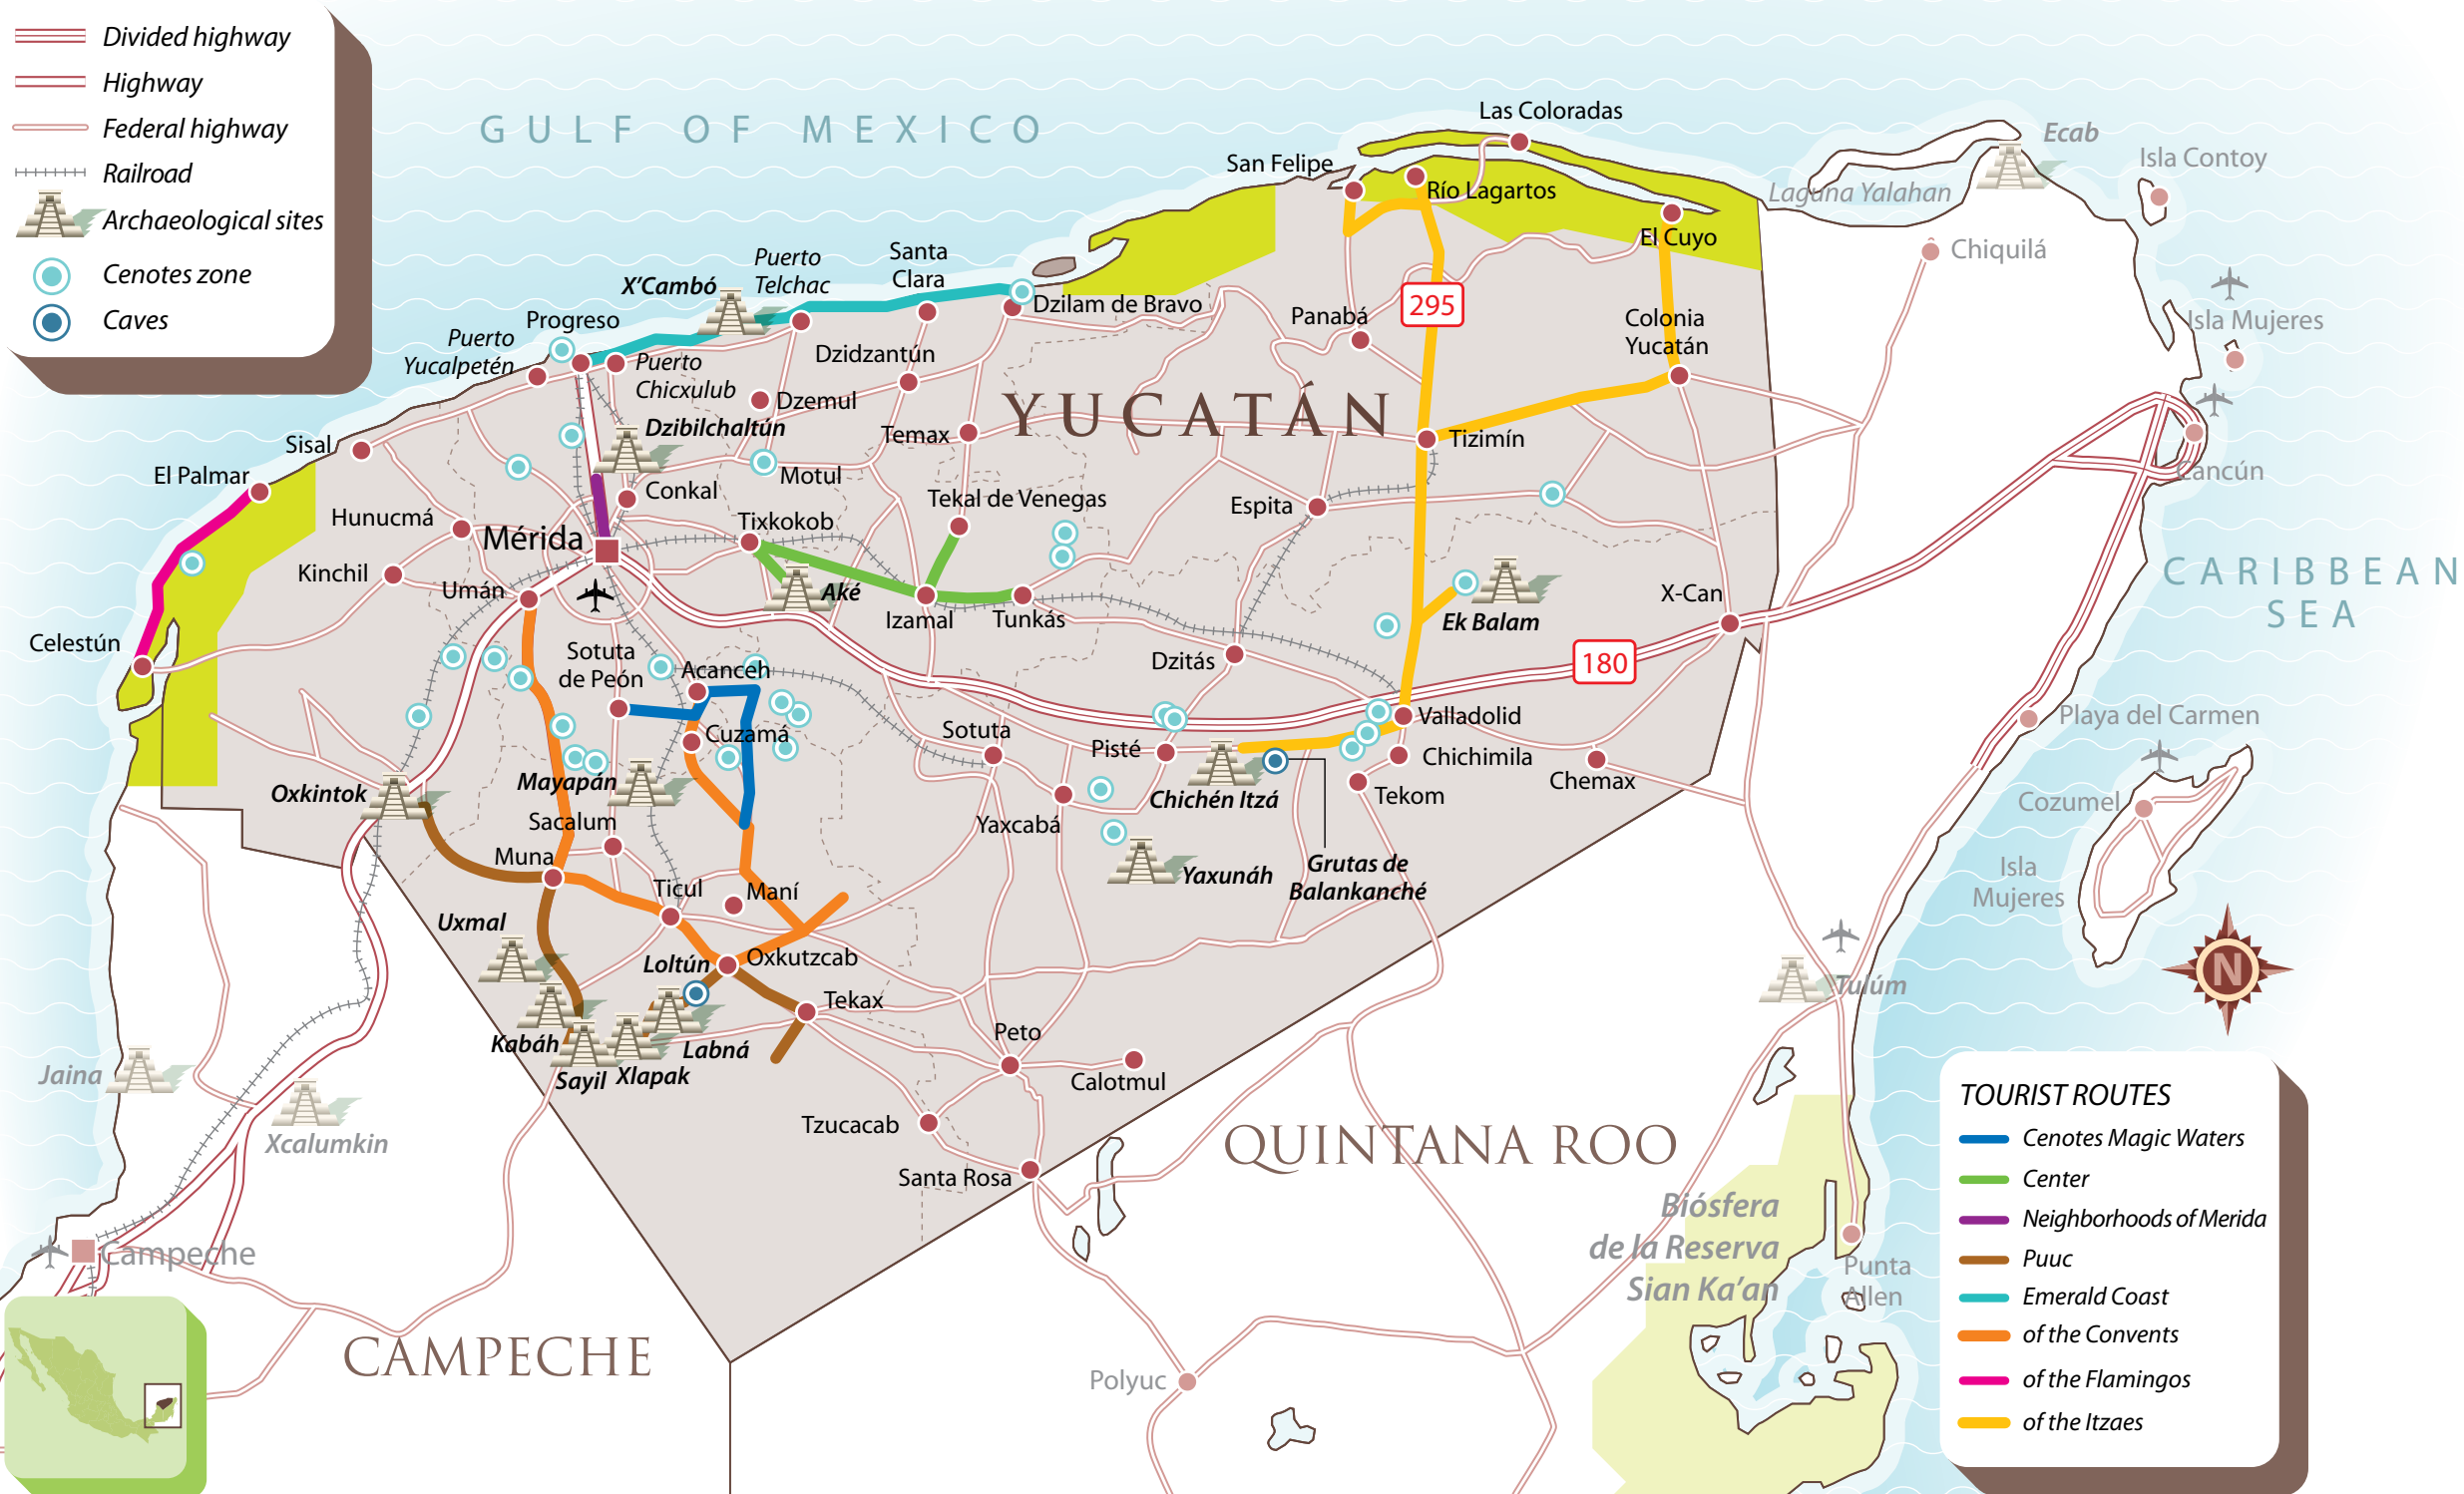 Divided highway
Highway
Federal highway
Railroad
Archaeological sites
Cenotes zone
Caves
GULF OF MEXICO
Las Coloradas
San Felipe
Río Lagartos
El Cuyo
Laguna Yalahan
Ecab
Isla Contoy
Chiquilá
Isla Mujeres
Cancún
Puerto
Telchac
Santa
Clara
X'Cambó
Dzilam de Bravo
Progreso
Puerto
Yucalpetén
Puerto
Chicxulub
Dzidzantún
Dzemul
Panabá
295
Colonia
Yucatán
YUCATÁN
Dzibilchaltún
Temax
Tizimín
Sisal
El Palmar
Motul
Conkal
Tekal de Venegas
Espita
Hunucmá
Mérida
Tixkokob
Kinchil
Umán
Aké
Izamal
Tunkás
Ek Balam
X-Can
CARIBBEAN
SEA
Celestún
Sotuta
de Peón
Acanceh
Dzitás
180
Cuzamá
Sotuta
Pisté
Valladolid
Chichimila
Chemax
Tekom
Playa del Carmen
Cozumel
Isla
Mujeres
Oxkintok
Mayapán
Sacalum
Chichén Itzá
Yaxcabá
Muna
Yaxunáh
Grutas de
Balankanché
Ticul
Maní
Uxmal
Loltún
Oxkutzcab
Tekax
Tulúm
N
Kabáh
Sayil
Xlapak
Labná
Peto
Calotmul
Jaina
Xcalumkin
Tzucacab
Santa Rosa
QUINTANA ROO
Biósfera
de la Reserva
Sian Ka'an
Punta
Allen
Campeche
CAMPECHE
Polyuc
TOURIST ROUTES
Cenotes Magic Waters
Center
Neighborhoods of Merida
Puuc
Emerald Coast
of the Convents
of the Flamingos
of the Itzaes